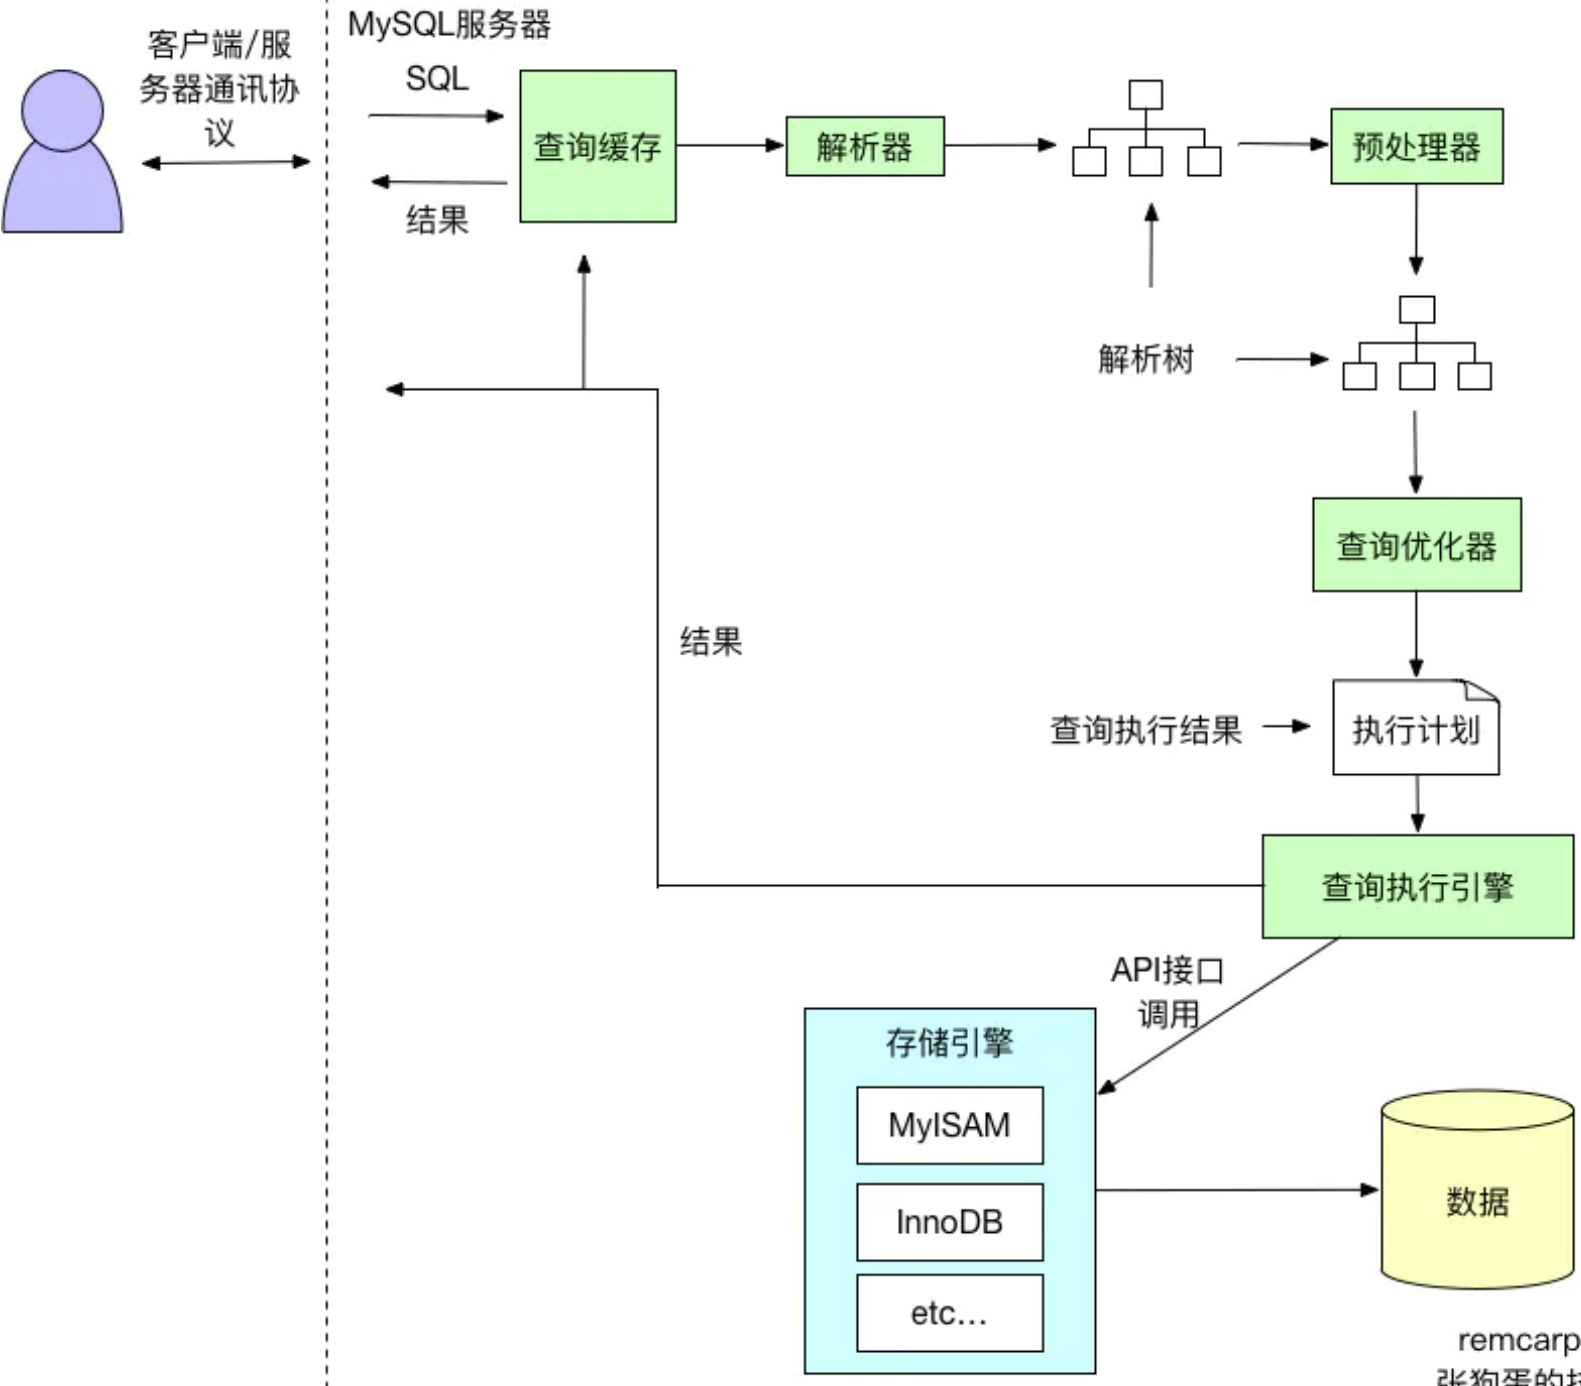 MySQL服务器
客户端/服
务器通讯协
议
SQL
结果
查询缓存
解析器
预处理器
解析树
查询优化器
结果
查询执行结果
执行计划
查询执行引擎
API接口
调用
存储引擎
MyISAM
InnoDB
etc...
数据
remcarp
张狗蛋的